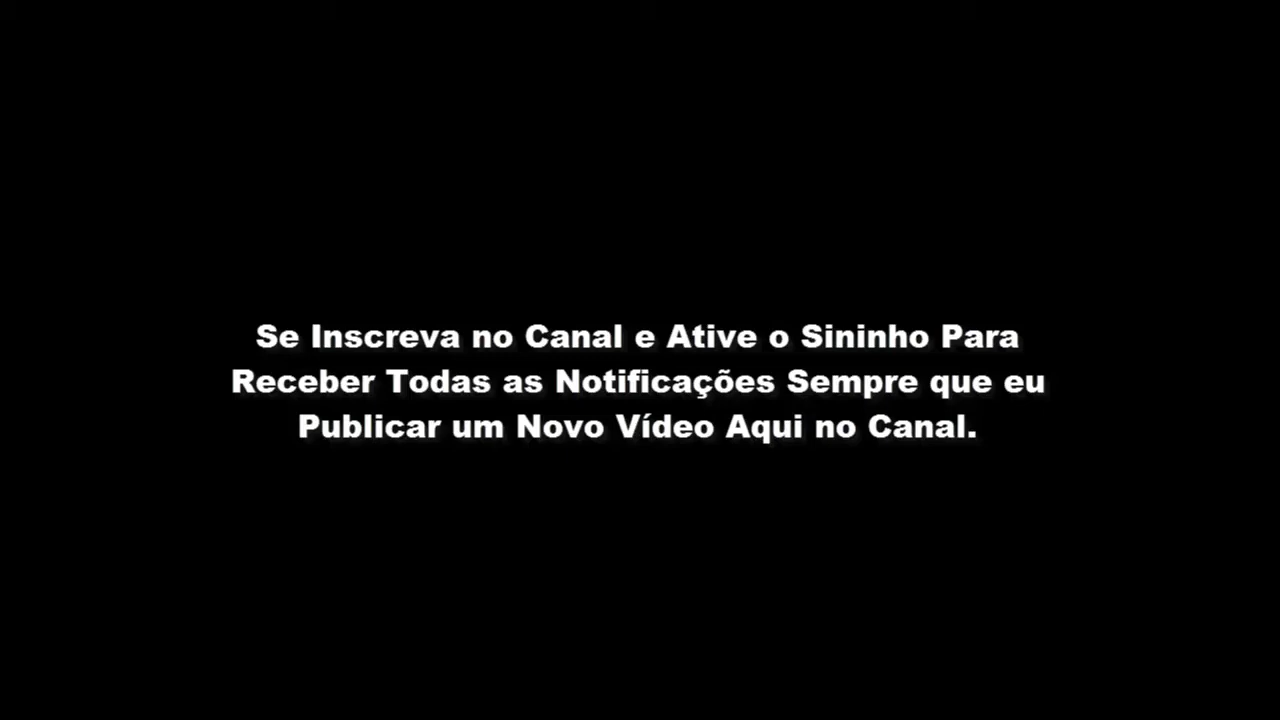 Se Inscreva no Canal e Ative o Sininho Para
Receber Todas as Notificações Sempre que eu
Publicar um Novo Vídeo Aqui no Canal.